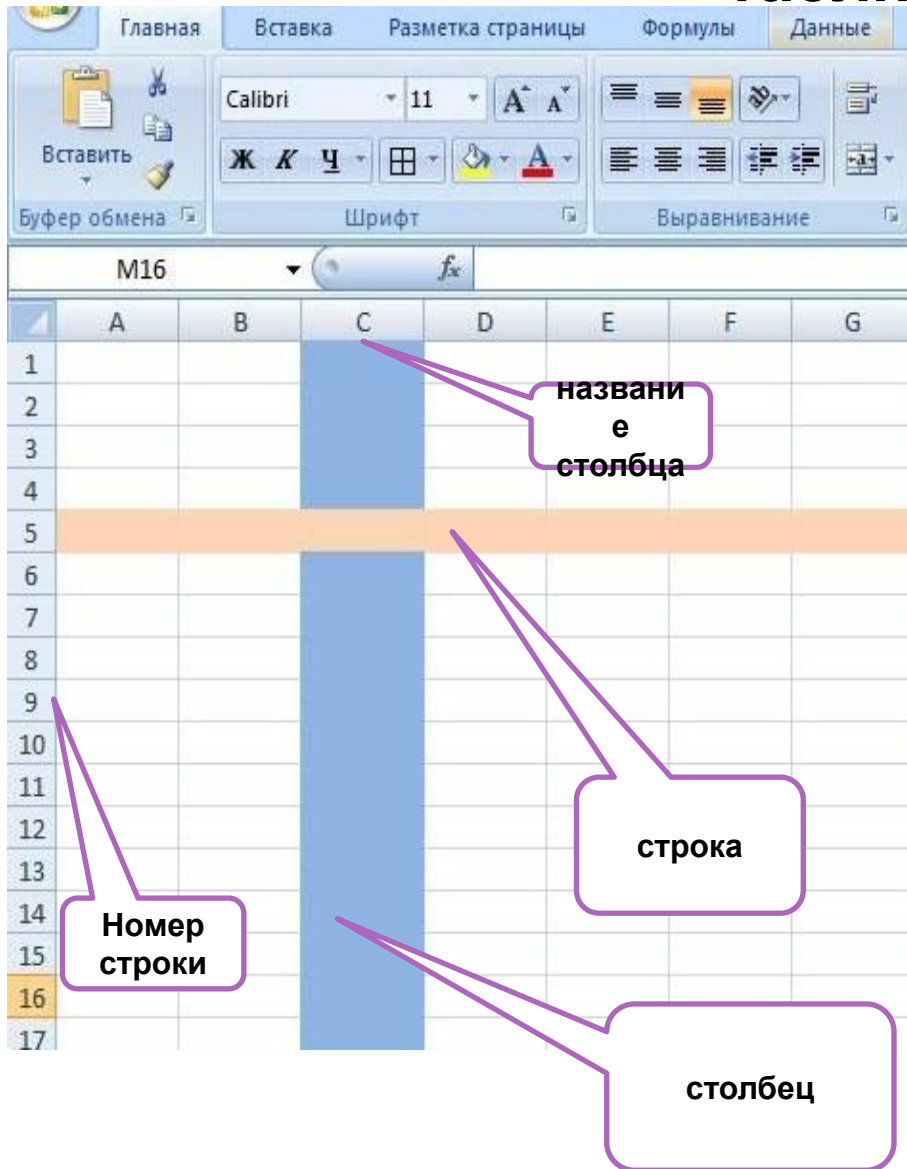 Главная Вставка Разметка страницы Формулы Данные
Calibri 11 А А
Вставить
Ж К Ч А а
Буфер обмена Шрифт Выравнивание
M16 fx
A B C D E F G
1
2
3
4
5
6
7
8
9
10
11
12
13
14
15
16
17
названи
е
столбца
строка
Номер
строки
столбец